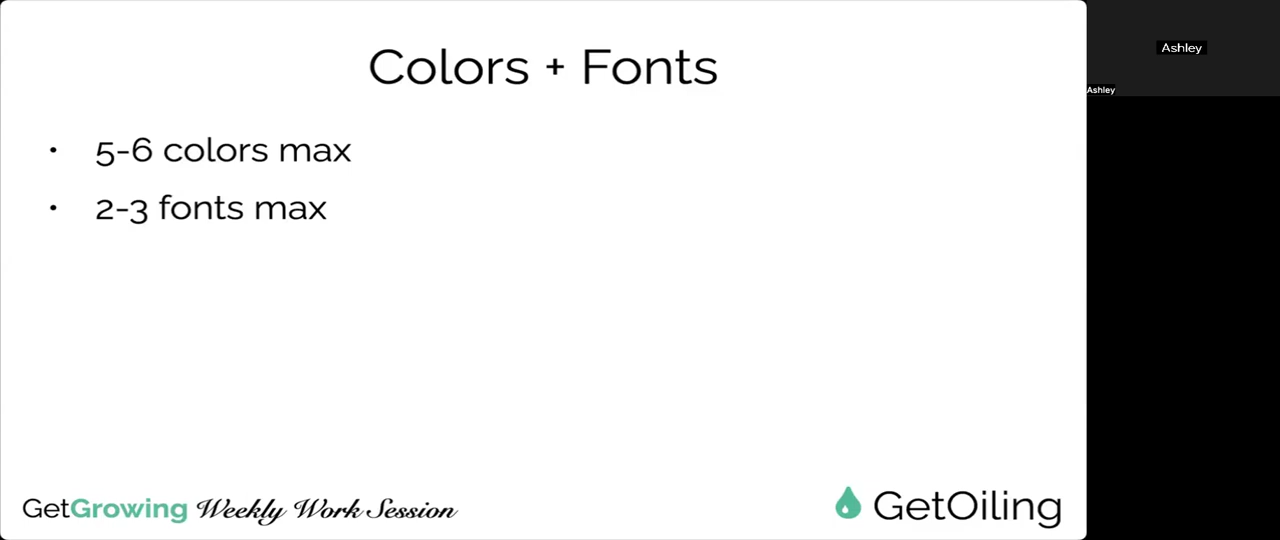 Colors + Fonts
• 5-6 colors max
• 2-3 fonts max
GetGrowing Weekly Work Session
GetOiling
Ashley
Ashley